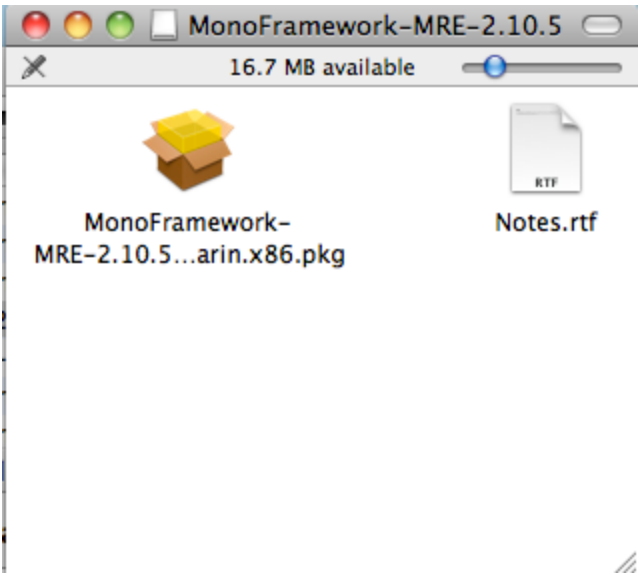 MonoFramework-MRE-2.10.5
16.7 MB available
RTF
MonoFramework-
MRE-2.10.5...arin.x86.pkg
Notes.rtf